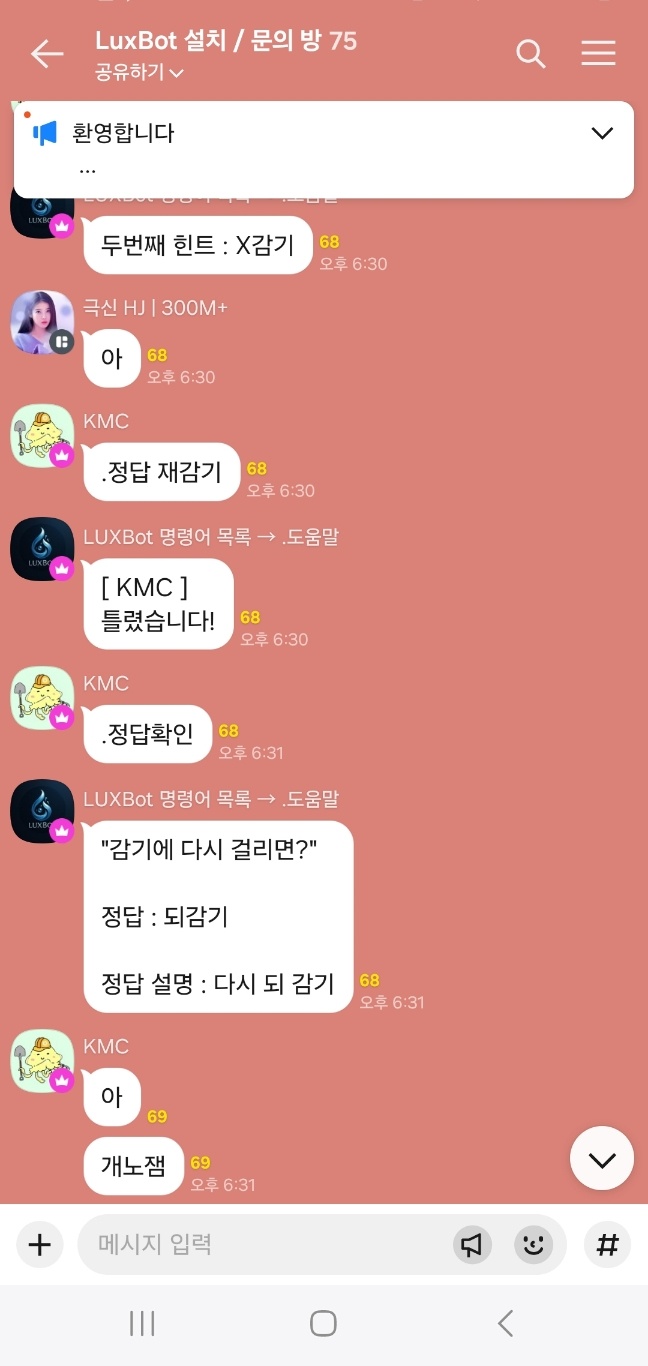 LuxBot 설치 / 문의 방 75
공유하기
환영합니다
...
두번째 힌트 : X감기
68
오후 6:30
극신 HJ | 300M+
아
68
오후 6:30
KMC
.정답 재감기
68
오후 6:30
LUXBot 명령어 목록 → .도움말
[ KMC ]
틀렸습니다!
68
오후 6:30
KMC
.정답확인
68
오후 6:31
LUXBot 명령어 목록 → .도움말
"감기에 다시 걸리면?"
정답 : 되감기
정답 설명 : 다시 되 감기
68
오후 6:31
KMC
아
69
개노잼
69
오후 6:31
메시지 입력